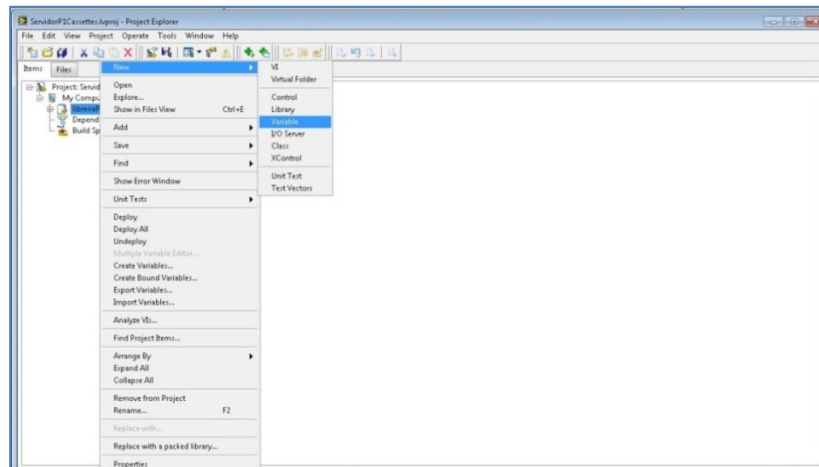 ServidorP1Cassettes.lvproj - Project Explorer
File Edit View Project Operate Tools Window Help
Items Files
Project: Servid
My Compu
Depend
Build Sp
New
Open
Explore...
Show in Files View Ctrl+E
Add
Save
Find
Show Error Window
Unit Tests
Deploy
Deploy All
Undeploy
Multiple Variable Editor...
Create Variables...
Create Bound Variables...
Export Variables...
Import Variables...
Analyze VIs...
Find Project Items...
Arrange By
Expand All
Collapse All
Remove from Project
Rename... F2
Replace with...
Replace with a packed library...
Properties
VI
Virtual Folder
Control
Library
Variable
I/O Server
Class
XControl
Unit Test
Test Vectors